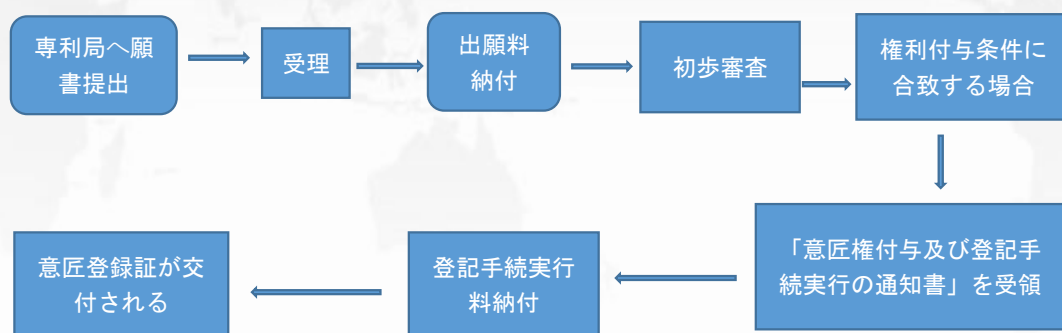 専利局へ願
書提出
受理
出願料
納付
初歩審査
権利付与条件に
合致する場合
「意匠権付与及び登記手
続実行の通知書」を受領
登記手続実行
料納付
意匠登録証が交
付される